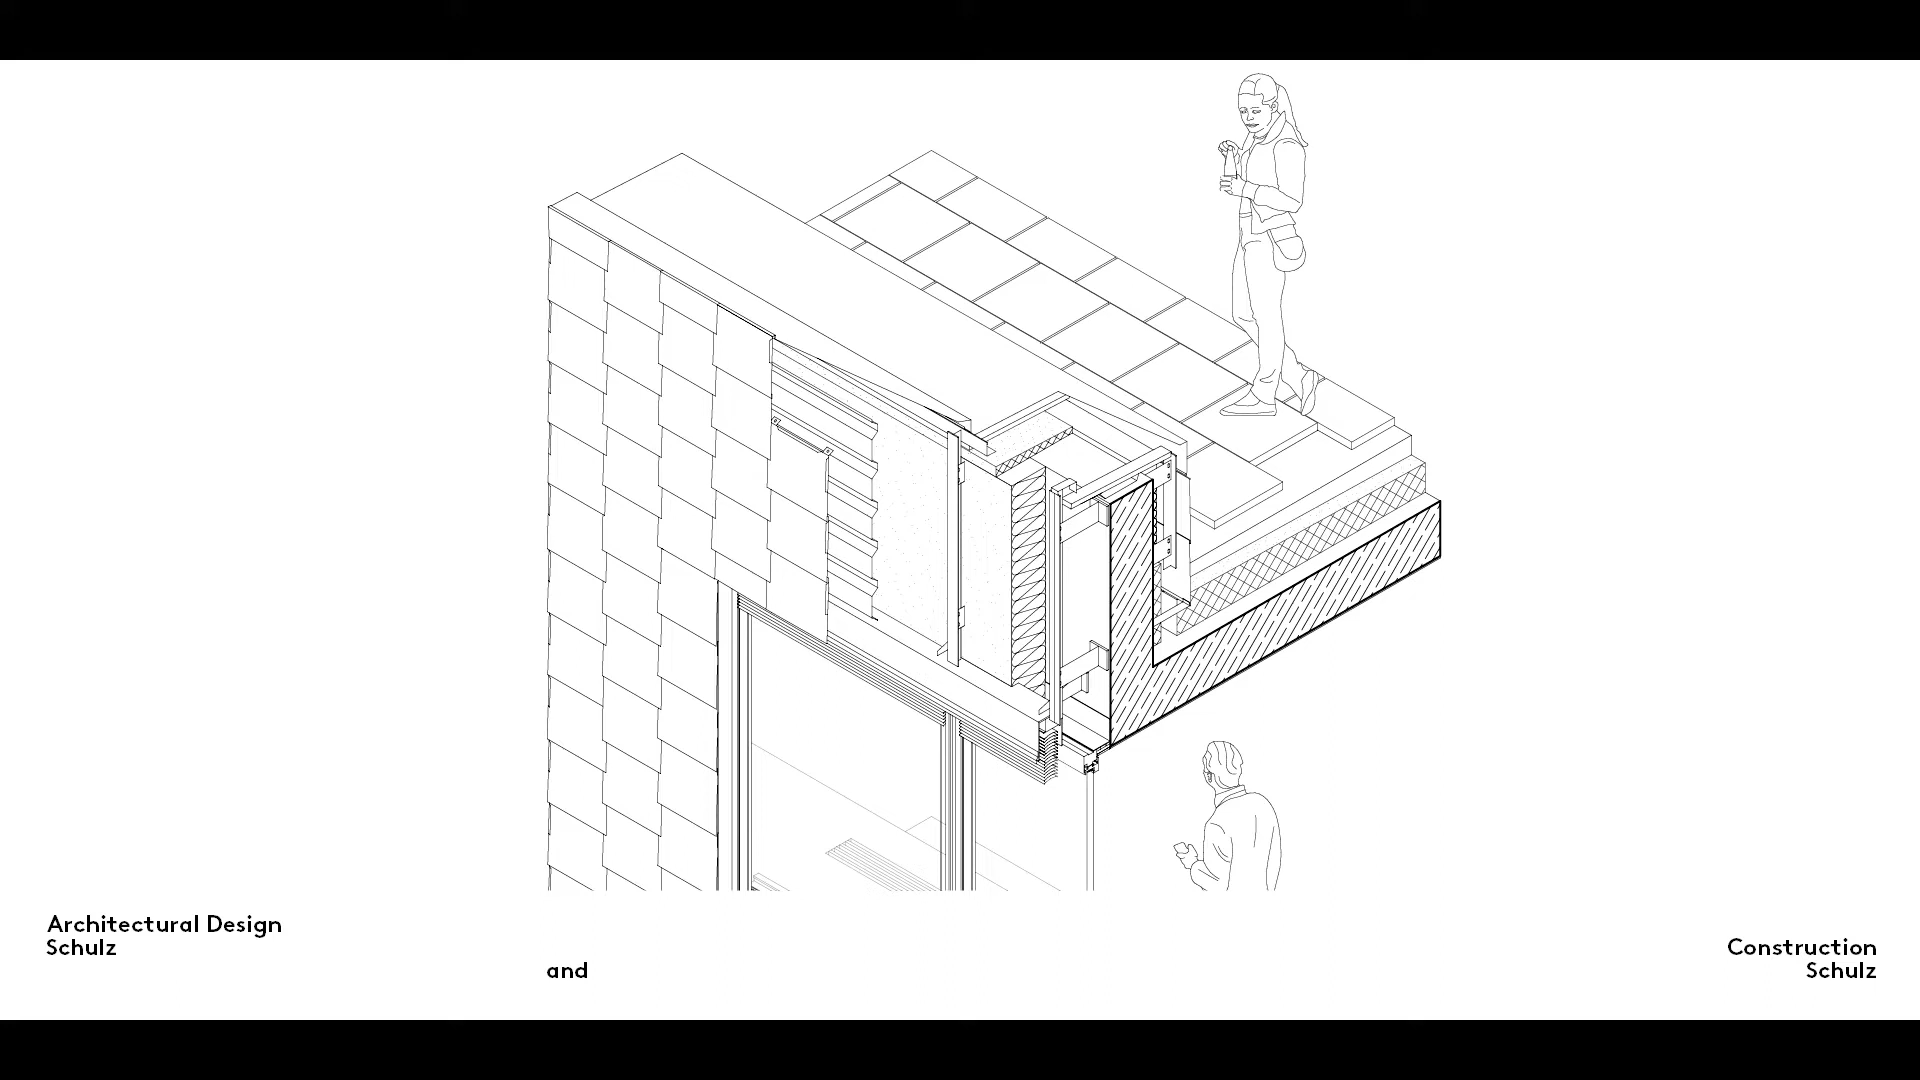 Architectural Design
Schulz
and
Construction
Schulz